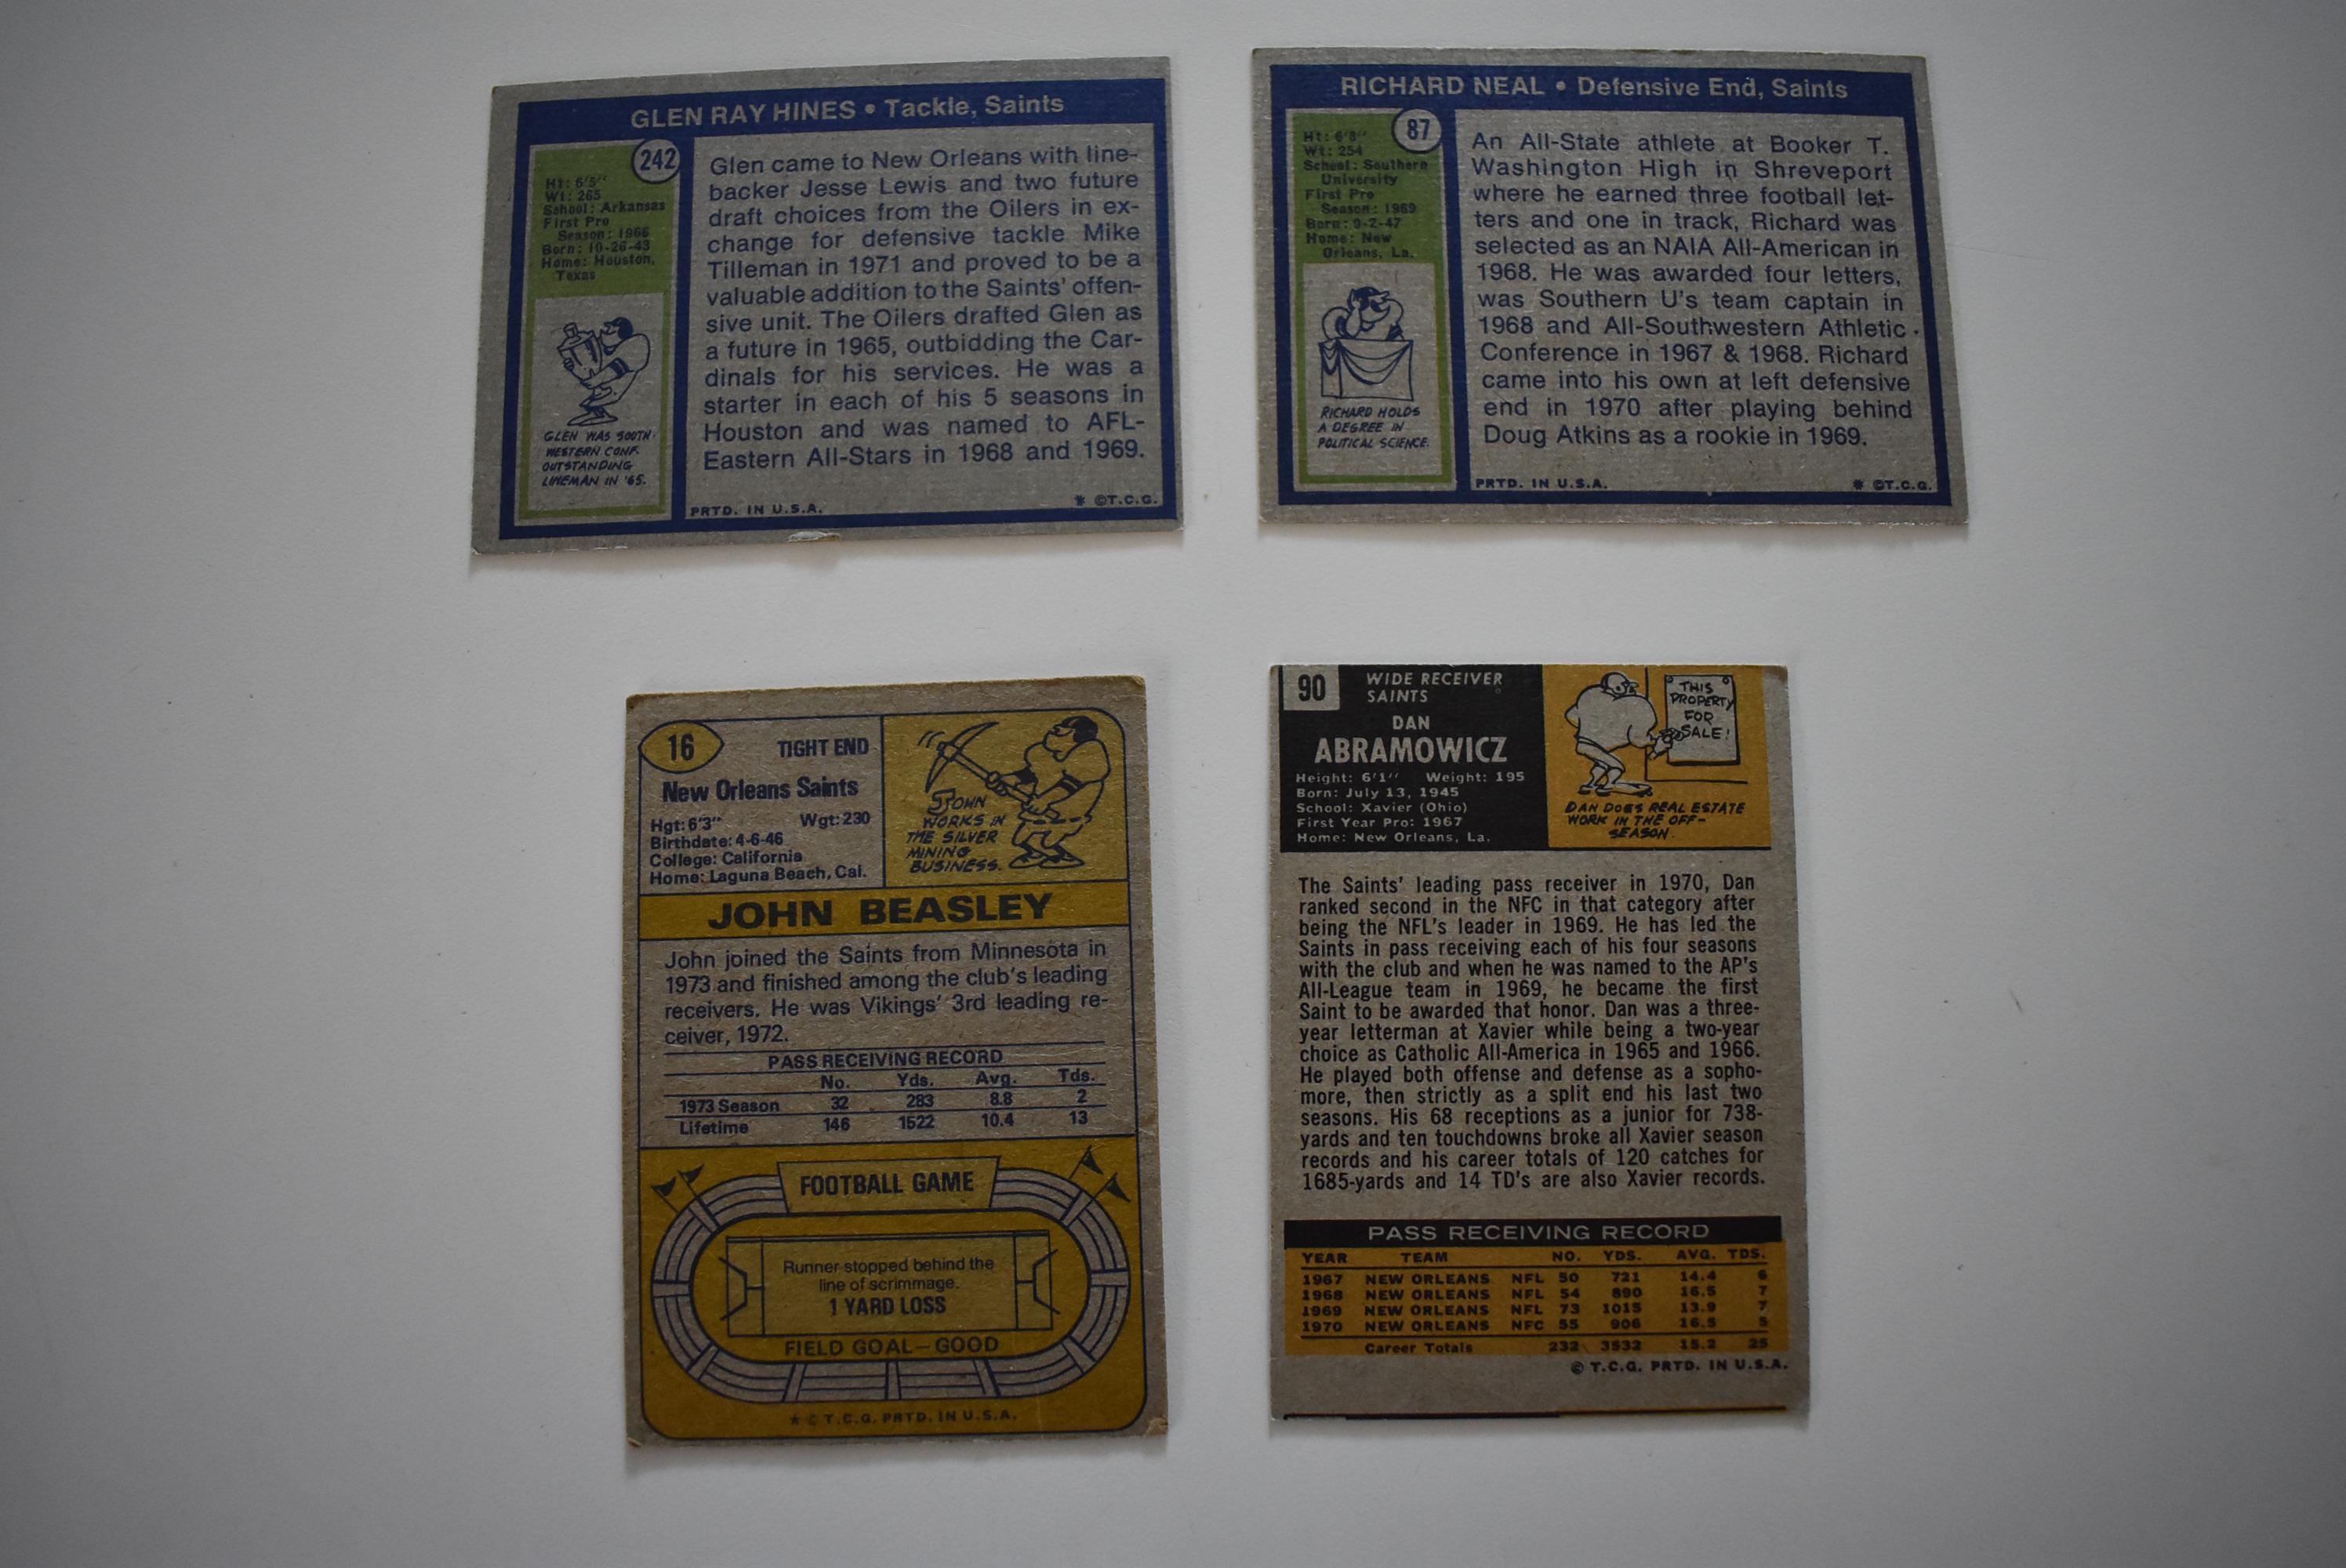 GLEN RAY HINES • Tackle, Saints
242
Ht: 6'5"
Wt: 265
School: Arkansas
First Pro
Season: 1966
Born: 10-26-43
Home: Houston,
Texas
GLEN WAS SOUTH-
WESTERN CONF.
OUTSTANDING
LINEMAN IN '65.
Glen came to New Orleans with line-
backer Jesse Lewis and two future
draft choices from the Oilers in ex-
change for defensive tackle Mike
Tilleman in 1971 and proved to be a
valuable addition to the Saints' offen-
sive unit. The Oilers drafted Glen as
a future in 1965, outbidding the Car-
dinals for his services. He was a
starter in each of his 5 seasons in
Houston and was named to AFL-
Eastern All-Stars in 1968 and 1969.
PRTD. IN U.S.A.
* ©T.C.G.
RICHARD NEAL • Defensive End, Saints
87
Ht: 6'3"
Wt: 254
School: Southern
University
First Pro
Season: 1969
Born: 9-2-47
Home: New
Orleans, La.
RICHARD HOLDS
A DEGREE IN
POLITICAL SCIENCE.
An All-State athlete at Booker T.
Washington High in Shreveport
where he earned three football let-
ters and one in track, Richard was
selected as an NAIA All-American in
1968. He was awarded four letters,
was Southern U's team captain in
1968 and All-Southwestern Athletic
Conference in 1967 & 1968. Richard
came into his own at left defensive
end in 1970 after playing behind
Doug Atkins as a rookie in 1969.
PRTD. IN U.S.A.
* ©T.C.G.
16
TIGHT END
New Orleans Saints
Hgt: 6'3" Wgt: 230
Birthdate: 4-6-46
College: California
Home: Laguna Beach, Cal.
JOHN
WORKS IN
THE SILVER
MINING
BUSINESS.
JOHN BEASLEY
John joined the Saints from Minnesota in
1973 and finished among the club's leading
receivers. He was Vikings' 3rd leading re-
ceiver, 1972.
PASS RECEIVING RECORD
No. Yds. Avg. Tds.
1973 Season 32 283 8.8 2
Lifetime 146 1522 10.4 13
FOOTBALL GAME
Runner stopped behind the
line of scrimmage.
1 YARD LOSS
FIELD GOAL—GOOD
★ © T.C.G. PRTD. IN U.S.A.
90
WIDE RECEIVER
SAINTS
DAN
ABRAMOWICZ
Height: 6'1" Weight: 195
Born: July 13, 1945
School: Xavier (Ohio)
First Year Pro: 1967
Home: New Orleans, La.
THIS
PROPERTY
FOR
SALE!
DAN DOES REAL ESTATE
WORK IN THE OFF-
SEASON.
The Saints' leading pass receiver in 1970, Dan
ranked second in the NFC in that category after
being the NFL's leader in 1969. He has led the
Saints in pass receiving each of his four seasons
with the club and when he was named to the AP's
All-League team in 1969, he became the first
Saint to be awarded that honor. Dan was a three-
year letterman at Xavier while being a two-year
choice as Catholic All-America in 1965 and 1966.
He played both offense and defense as a sopho-
more, then strictly as a split end his last two
seasons. His 68 receptions as a junior for 738-
yards and ten touchdowns broke all Xavier season
records and his career totals of 120 catches for
1685-yards and 14 TD's are also Xavier records.
PASS RECEIVING RECORD
YEAR TEAM NO. YDS. AVG. TDS.
1967 NEW ORLEANS NFL 50 721 14.4 6
1968 NEW ORLEANS NFL 54 890 16.5 7
1969 NEW ORLEANS NFL 73 1015 13.9 7
1970 NEW ORLEANS NFC 55 906 16.5 5
Career Totals 232 3532 15.2 25
© T.C.G. PRTD. IN U.S.A.